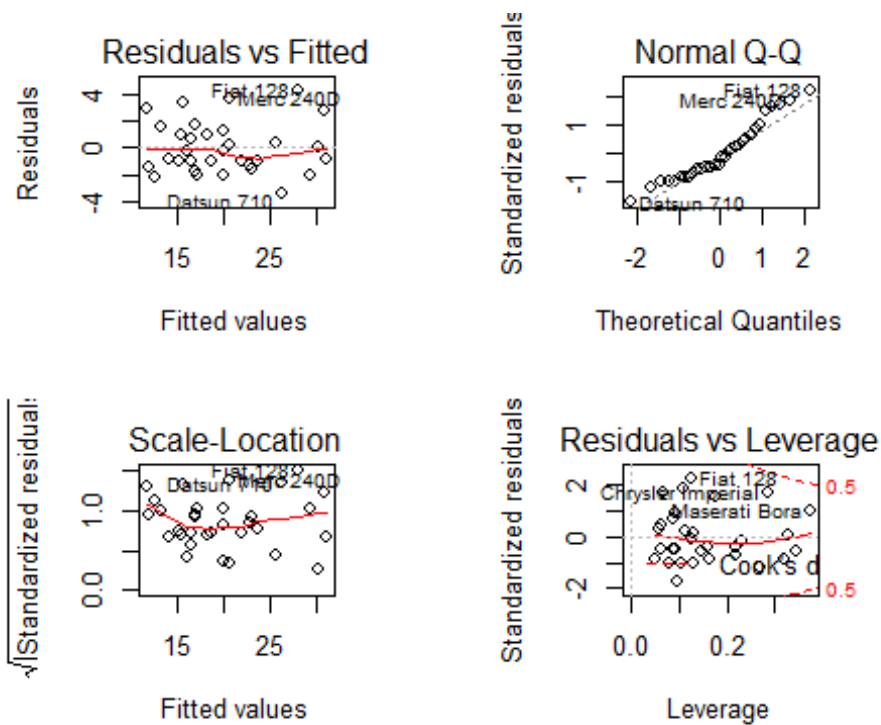 Residuals vs Fitted
Residuals
4
0
-4
Fiat 128
Merc 240D
Datsun 710
15
25
Fitted values
Normal Q-Q
Standardized residuals
1
-1
Fiat 128
Merc 240D
Datsun 710
-2
0
1
2
Theoretical Quantiles
Scale-Location
√|Standardized residuals
1.0
0.0
Fiat 128
Merc 240D
Datsun 710
15
25
Fitted values
Residuals vs Leverage
Standardized residuals
2
0
-2
Fiat 128
Chrysler Imperial
Maserati Bora
Cook's d
0.5
0.5
0.0
0.2
Leverage